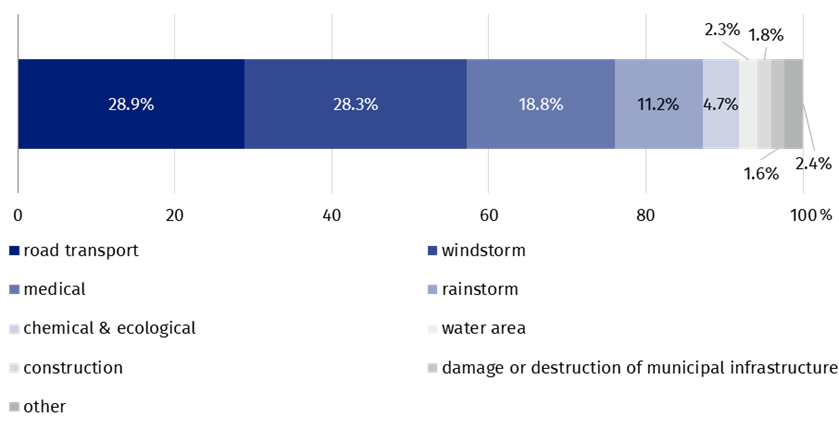 2.3% 1.8%
28.9% 28.3% 18.8% 11.2% 4.7%
1.6% 2.4%
0 20 40 60 80 100 %
road transport windstorm
medical rainstorm
chemical & ecological water area
construction damage or destruction of municipal infrastructure
other